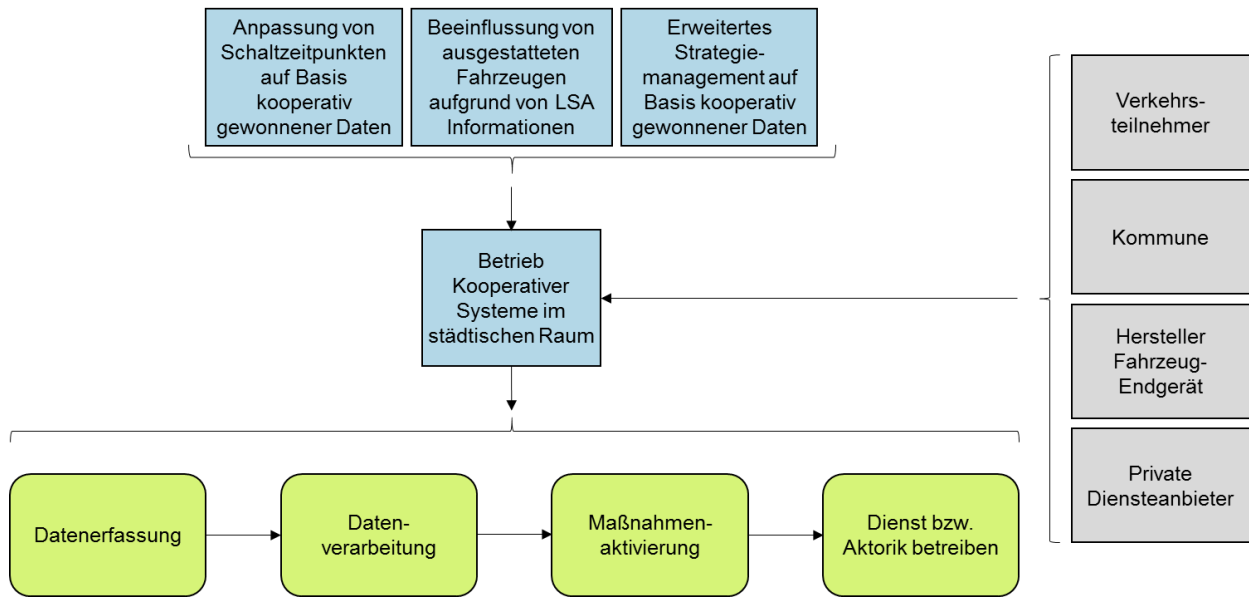 Anpassung von
Schaltzeitpunkten
auf Basis
kooperativ
gewonnener Daten
Beeinflussung von
ausgestatteten
Fahrzeugen
aufgrund von LSA
Informationen
Erweitertes
Strategie-
management auf
Basis kooperativ
gewonnener Daten
Verkehrs-
teilnehmer
Kommune
Hersteller
Fahrzeug-
Endgerät
Private
Diensteanbieter
Betrieb
Kooperativer
Systeme im
städtischen Raum
Datenerfassung
Daten-
verarbeitung
Maßnahmen-
aktivierung
Dienst bzw.
Aktorik betreiben